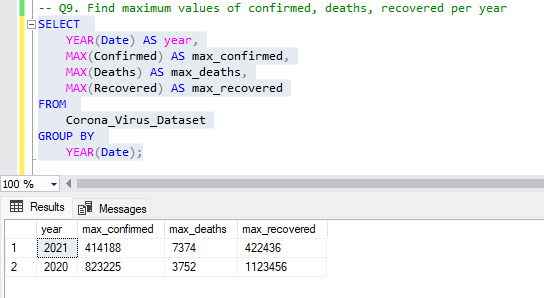 -- Q9. Find maximum values of confirmed, deaths, recovered per year
SELECT
YEAR(Date) AS year,
MAX(Confirmed) AS max_confirmed,
MAX(Deaths) AS max_deaths,
MAX(Recovered) AS max_recovered
FROM
Corona_Virus_Dataset
GROUP BY
YEAR(Date);
100 %
Results Messages
year max_confirmed max_deaths max_recovered
1 2021 414188 7374 422436
2 2020 823225 3752 1123456